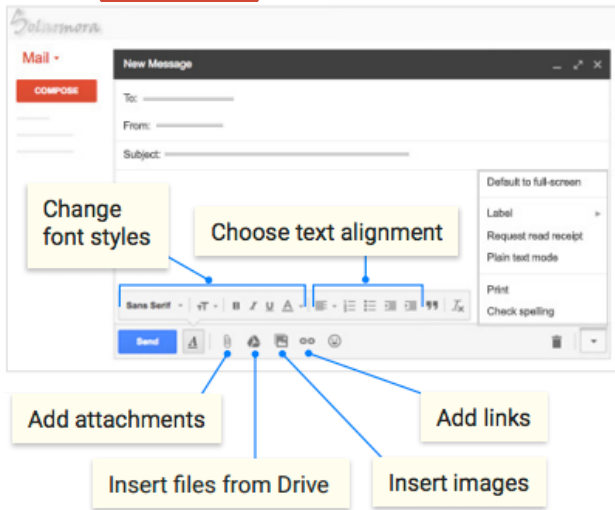 Solarmora
Mail
COMPOSE
New Message
To:
From:
Subject:
Default to full-screen
Label
Request read receipt
Plain text mode
Print
Check spelling
Change
font styles
Choose text alignment
Sans Serif
Send
Add attachments
Add links
Insert files from Drive
Insert images